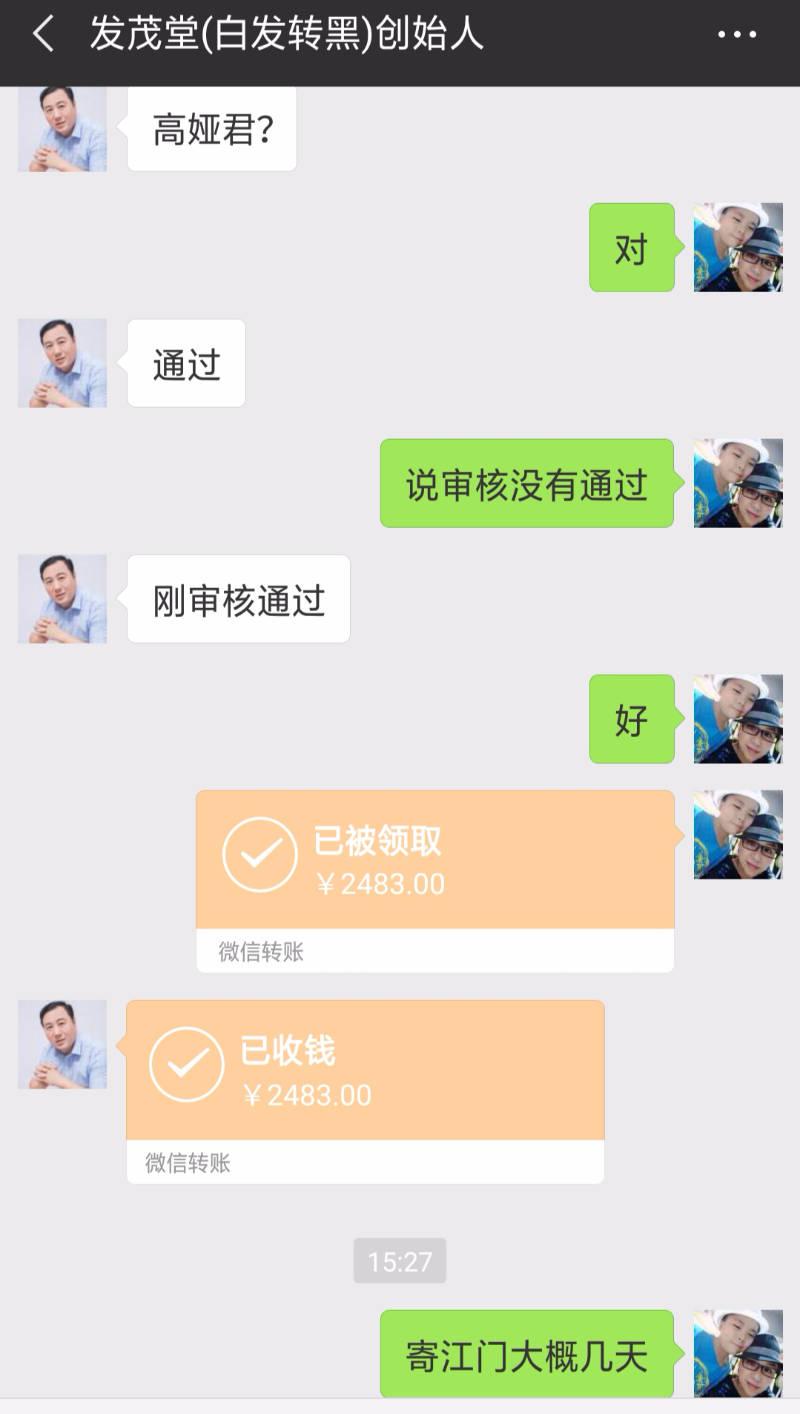 发茂堂(白发转黑)创始人
高娅君？
对
通过
说审核没有通过
刚审核通过
好
已被领取
￥2483.00
微信转账
已收钱
￥2483.00
微信转账
15:27
寄江门大概几天